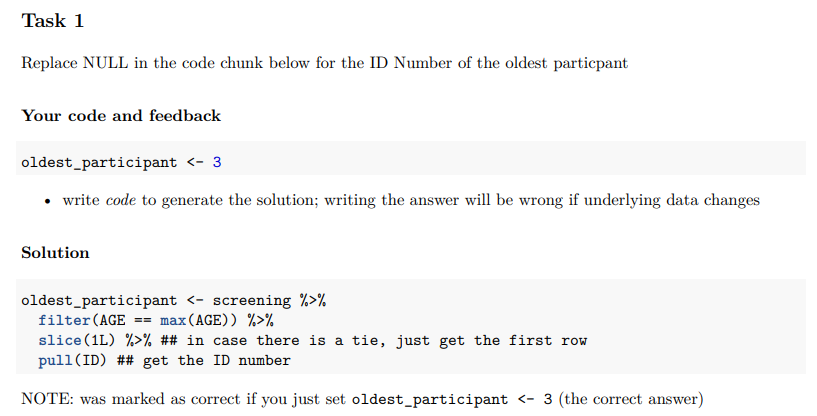 Task 1
Replace NULL in the code chunk below for the ID Number of the oldest particpant
Your code and feedback
oldest_participant <- 3
• write code to generate the solution; writing the answer will be wrong if underlying data changes
Solution
oldest_participant <- screening %>%
  filter(AGE == max(AGE)) %>%
  slice(1L) %>% ## in case there is a tie, just get the first row
  pull(ID) ## get the ID number
NOTE: was marked as correct if you just set oldest_participant <- 3 (the correct answer)